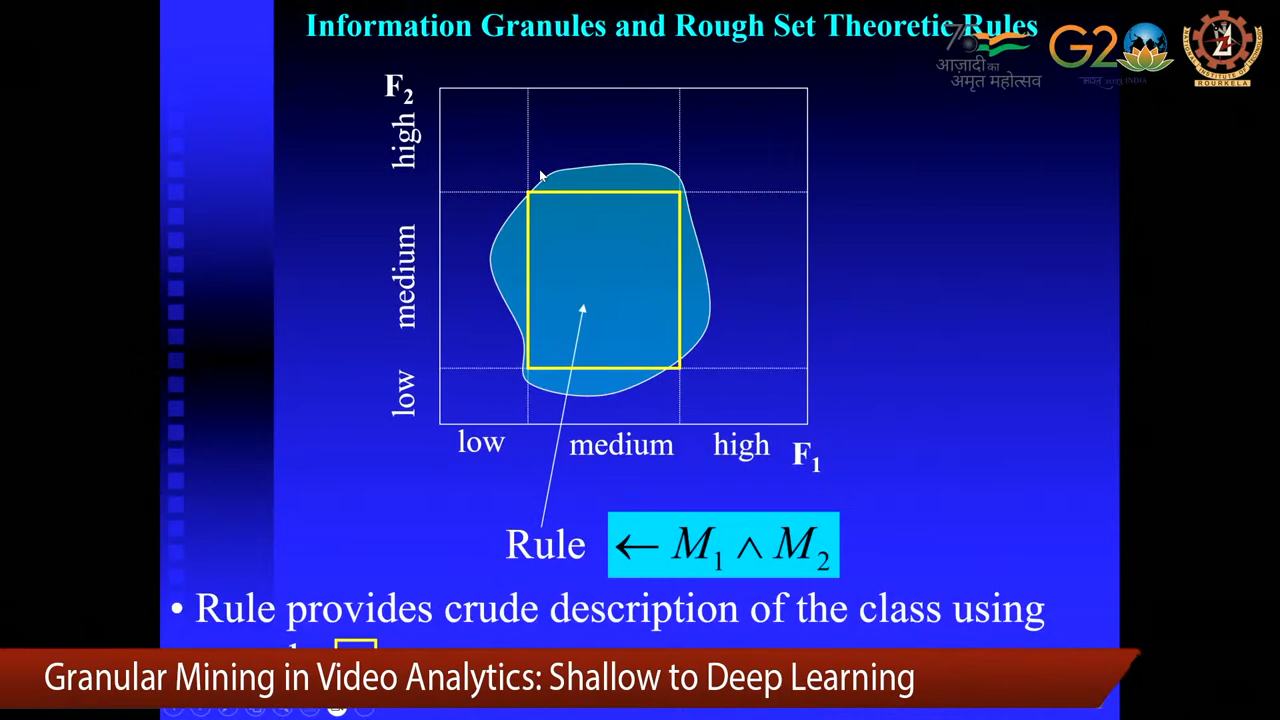 Information Granules and Rough Set Theoretic Rules
आज़ादी का
अमृत महोत्सव
G2
ROURKELA
F₂
high
medium
low
low medium high F₁
Rule ← M₁ ∧ M₂
• Rule provides crude description of the class using
Granular Mining in Video Analytics: Shallow to Deep Learning